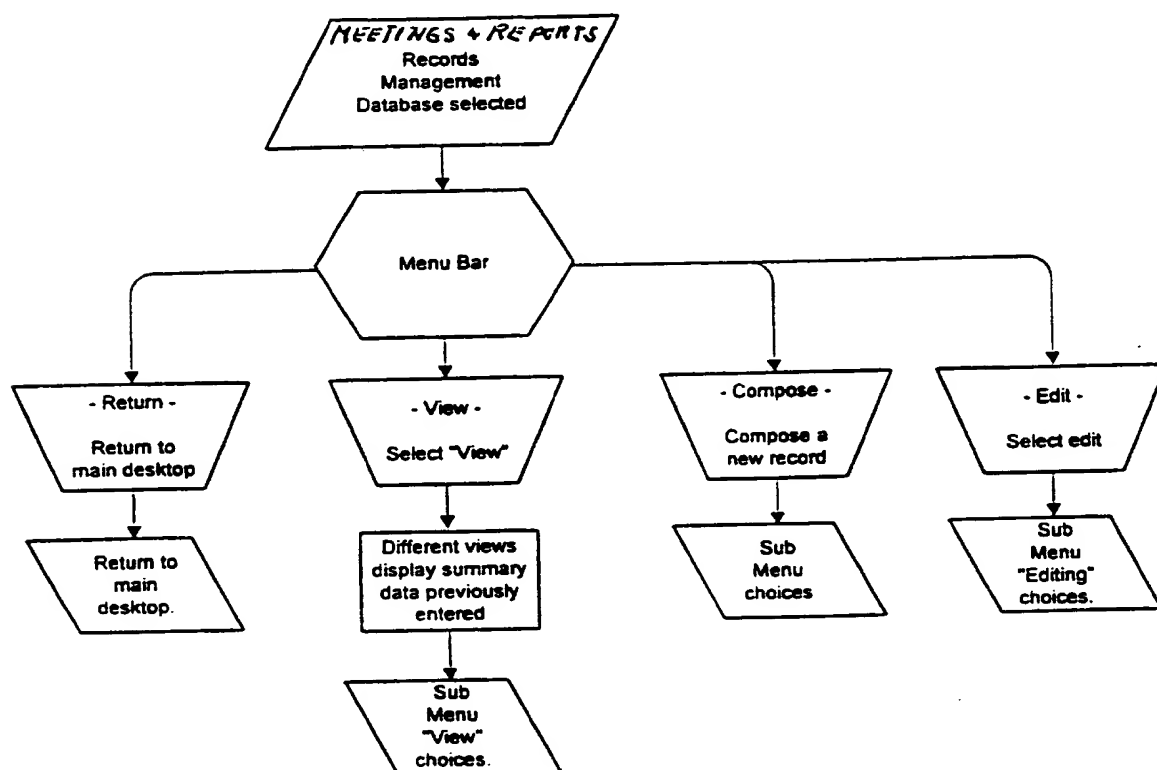 MEETINGS & REPORTS
Records
Management
Database selected
Menu Bar
- Return -
Return to
main desktop
- View -
Select "View"
- Compose -
Compose a
new record
- Edit -
Select edit
Return to
main
desktop.
Different views
display summary
data previously
entered
Sub
Menu
choices
Sub
Menu
"Editing"
choices.
Sub
Menu
"View"
choices.